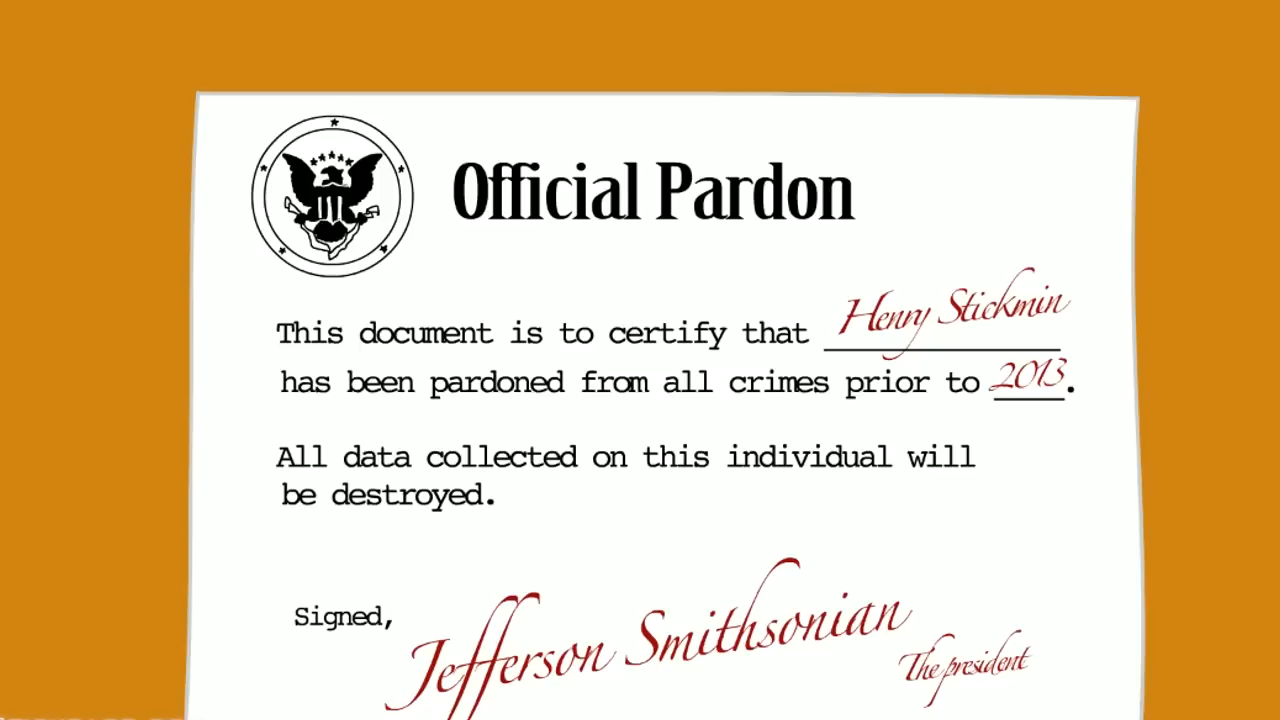 Official Pardon
This document is to certify that Henry Stickmin
has been pardoned from all crimes prior to 2013.
All data collected on this individual will
be destroyed.
Signed, Jefferson Smithsonian
The president